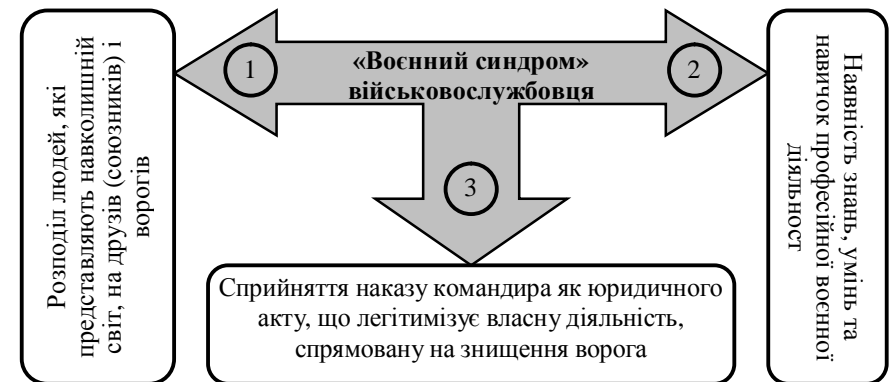 Розподіл людей, які
представляють навколишній
світ, на друзів (союзників) і
ворогів
1
«Воєнний синдром»
військовослужбовця
2
3
Наявність знань, умінь та
навичок професійної воєнної
діяльност
Сприйняття наказу командира як юридичного
акту, що легітимізує власну діяльність,
спрямовану на знищення ворога